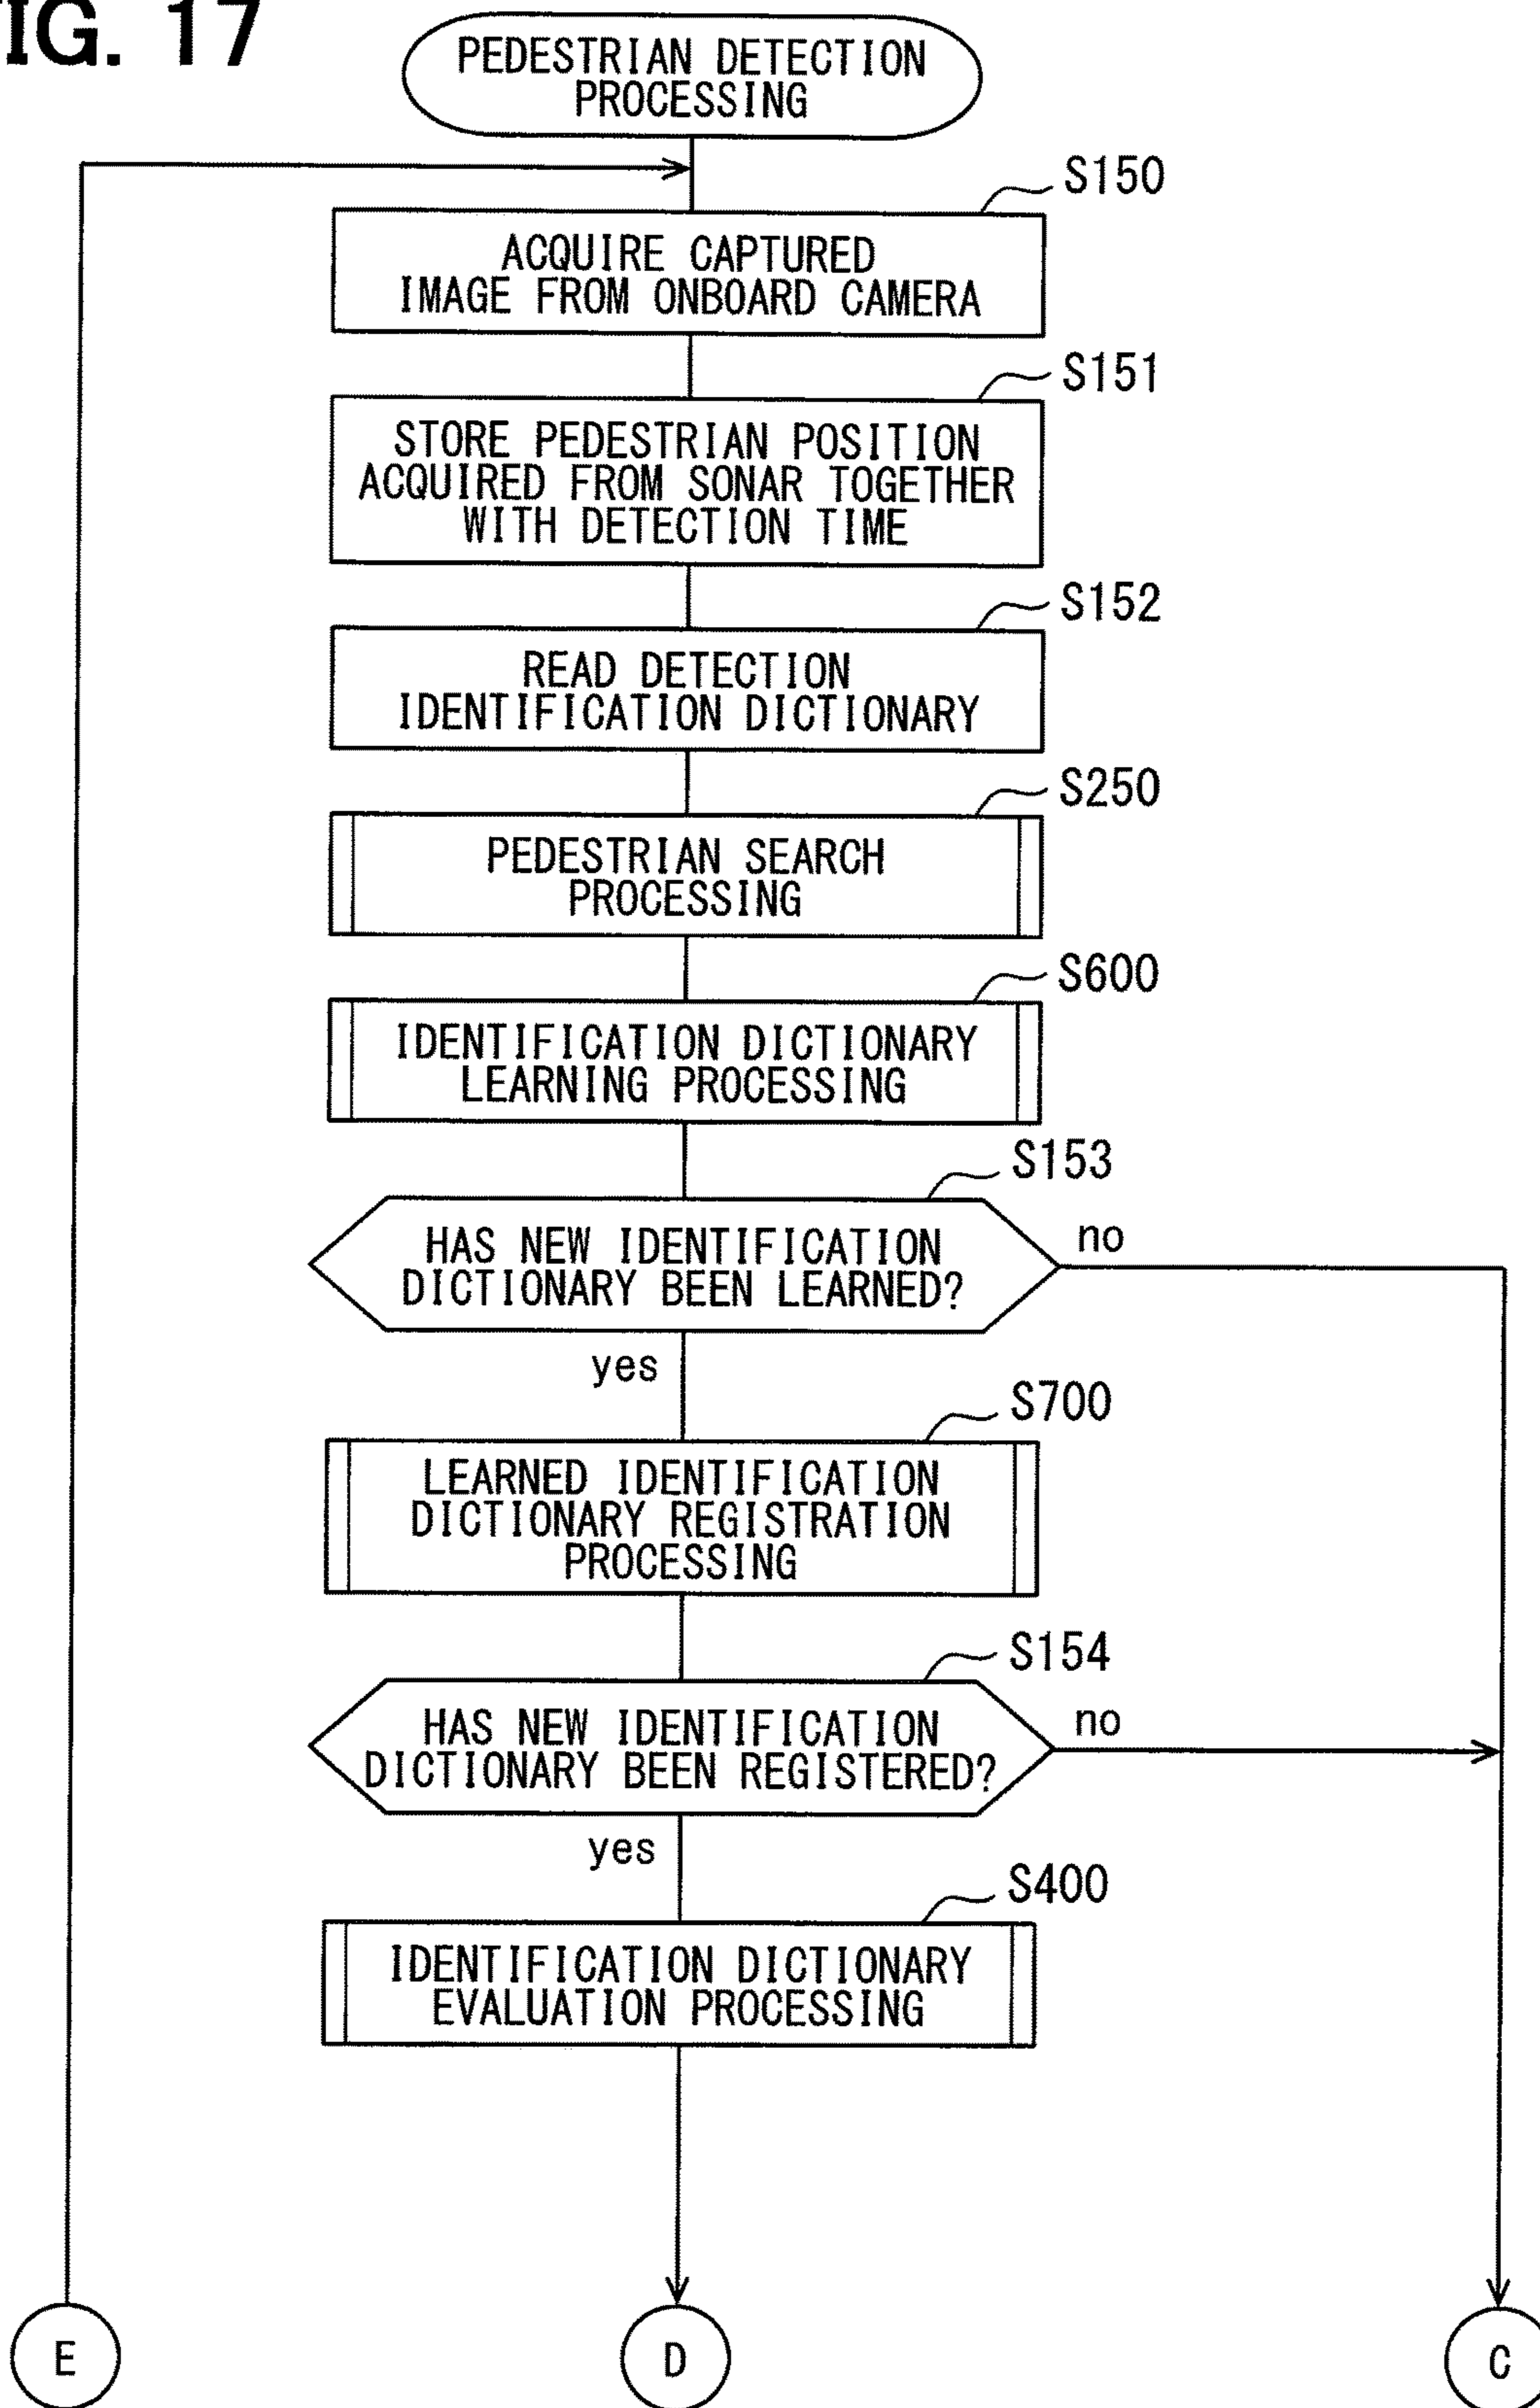 FIG. 17
PEDESTRIAN DETECTION
PROCESSING
S150
ACQUIRE CAPTURED
IMAGE FROM ONBOARD CAMERA
S151
STORE PEDESTRIAN POSITION
ACQUIRED FROM SONAR TOGETHER
WITH DETECTION TIME
S152
READ DETECTION
IDENTIFICATION DICTIONARY
S250
PEDESTRIAN SEARCH
PROCESSING
S600
IDENTIFICATION DICTIONARY
LEARNING PROCESSING
S153
HAS NEW IDENTIFICATION
DICTIONARY BEEN LEARNED?
no
yes
S700
LEARNED IDENTIFICATION
DICTIONARY REGISTRATION
PROCESSING
S154
HAS NEW IDENTIFICATION
DICTIONARY BEEN REGISTERED?
no
yes
S400
IDENTIFICATION DICTIONARY
EVALUATION PROCESSING
E
D
C